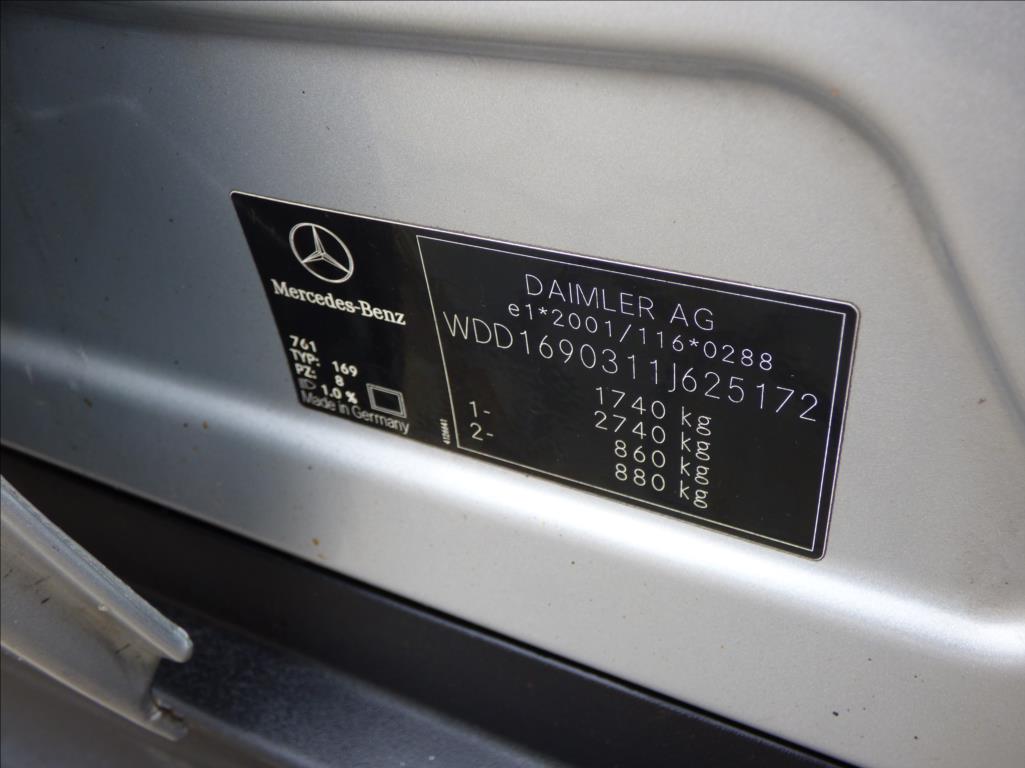 Mercedes-Benz
761
TYP: 169
PZ: 8
1.0 %
Made in Germany
DAIMLER AG
e1*2001/116*0288
WDD1690311J625172
1740 kg
2740 kg
1- 860 kg
2- 880 kg